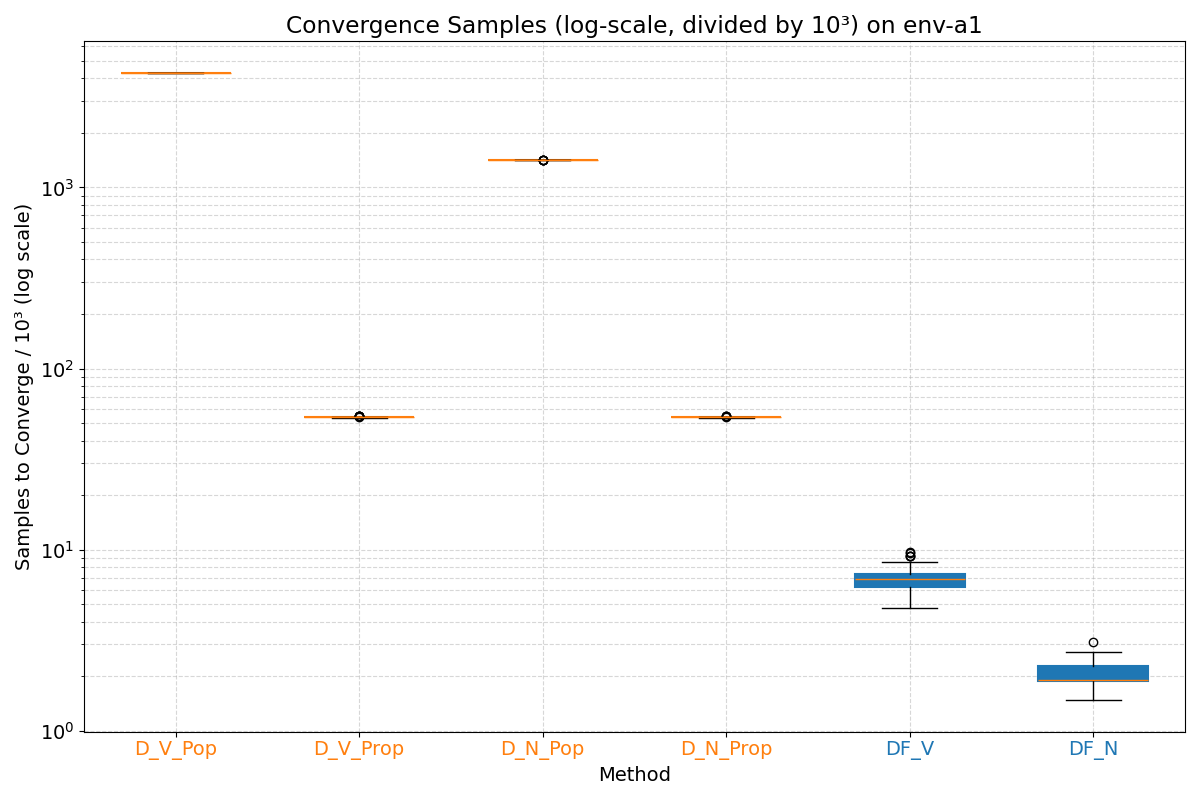 Convergence Samples (log-scale, divided by 10³) on env-a1
Samples to Converge / 10³ (log scale)
10³
10²
10¹
10⁰
D_V_Pop
D_V_Prop
D_N_Pop
D_N_Prop
DF_V
DF_N
Method